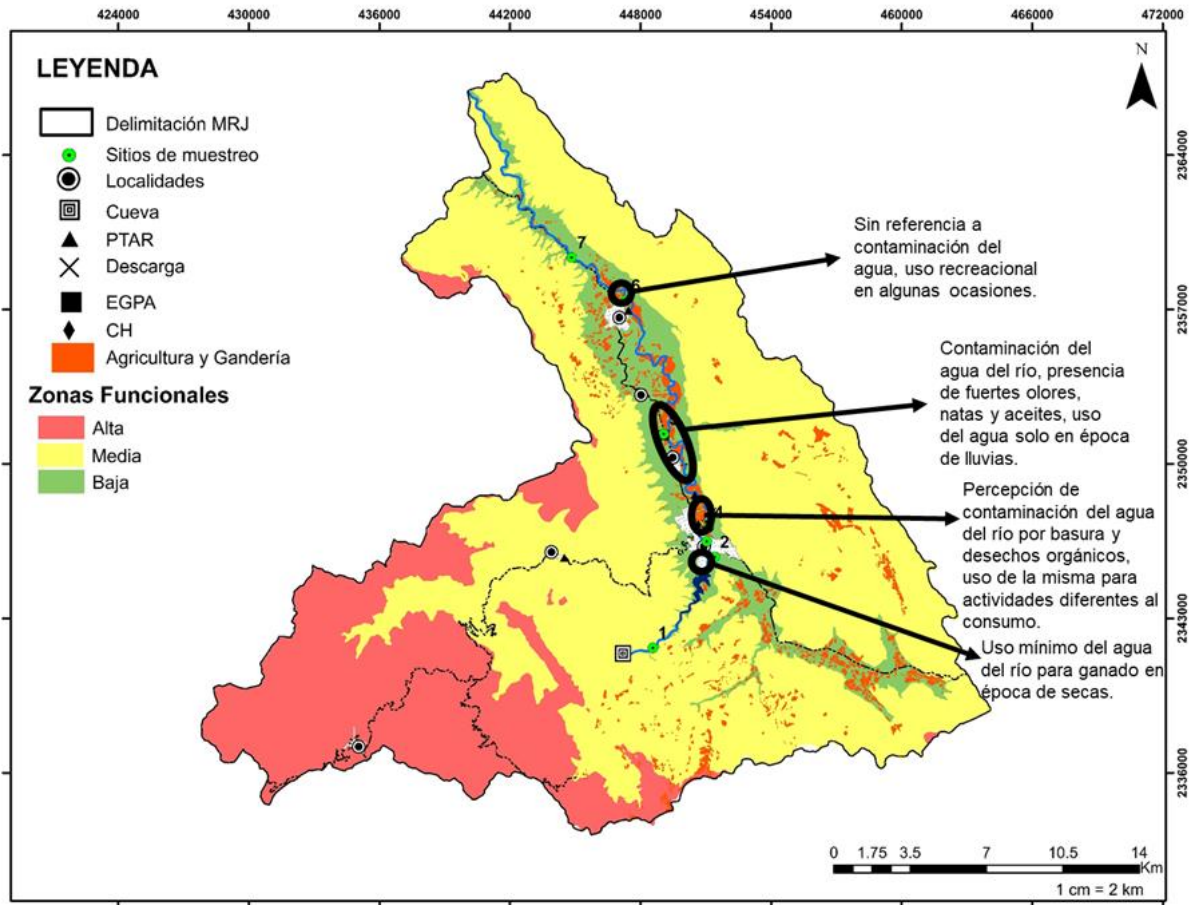 424000 430000 436000 442000 448000 454000 460000 466000 472000
N
LEYENDA
Delimitación MRJ
Sitios de muestreo
Localidades
Cueva
PTAR
Descarga
EGPA
CH
Agricultura y Gandería
Zonas Funcionales
Alta
Media
Baja
2364000
2357000
2350000
2343000
2336000
7
6
4
2
1
Sin referencia a
contaminación del
agua, uso recreacional
en algunas ocasiones.
Contaminación del
agua del río, presencia
de fuertes olores,
natas y aceites, uso
del agua solo en época
de lluvias.
Percepción de
contaminación del agua
del río por basura y
desechos orgánicos,
uso de la misma para
actividades diferentes al
consumo.
Uso mínimo del agua
del río para ganado en
época de secas.
0 1.75 3.5 7 10.5 14
Km
1 cm = 2 km